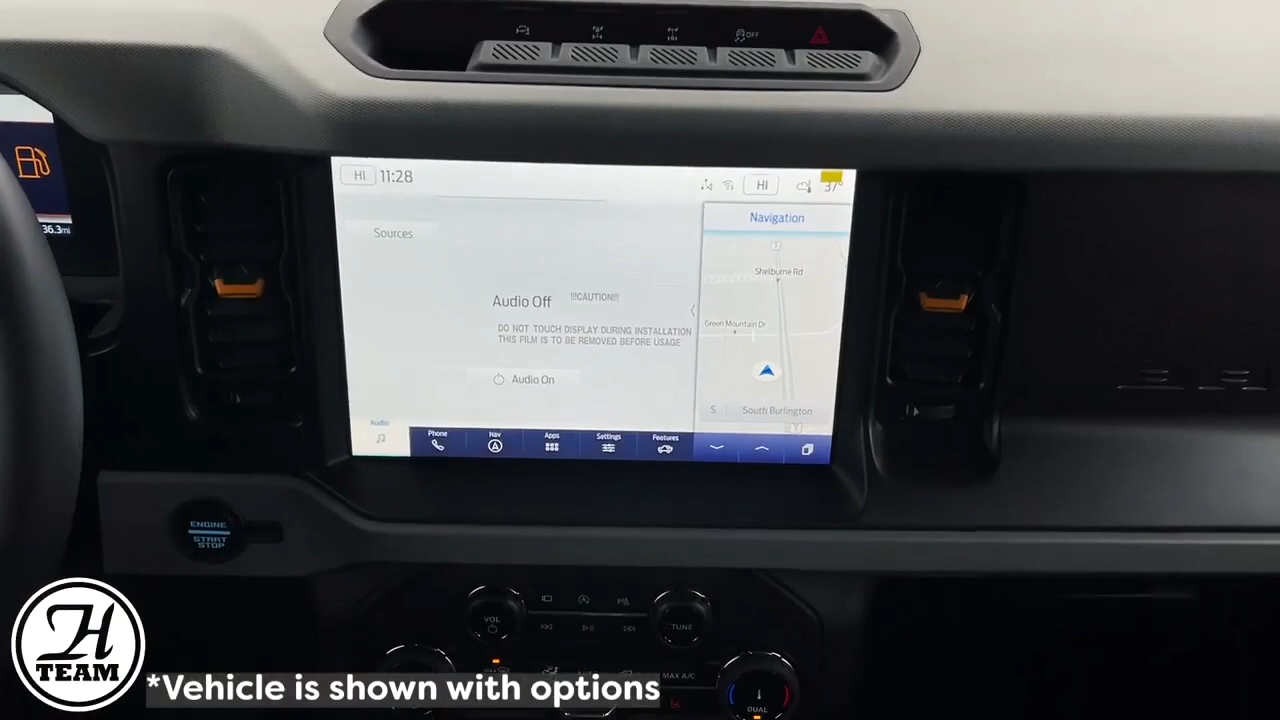 OFF
HI 11:28
HI
37°
Navigation
Sources
Shelburne Rd
Audio Off
!!!CAUTION!!!
DO NOT TOUCH DISPLAY DURING INSTALLATION
THIS FILM IS TO BE REMOVED BEFORE USAGE
Green Mountain Dr
Audio On
S South Burlington
Audio
Phone
Nav
Apps
Settings
Features
36.3mi
ENGINE
START
STOP
VOL
TUNE
MAX A/C
DUAL
H
TEAM
*Vehicle is shown with options